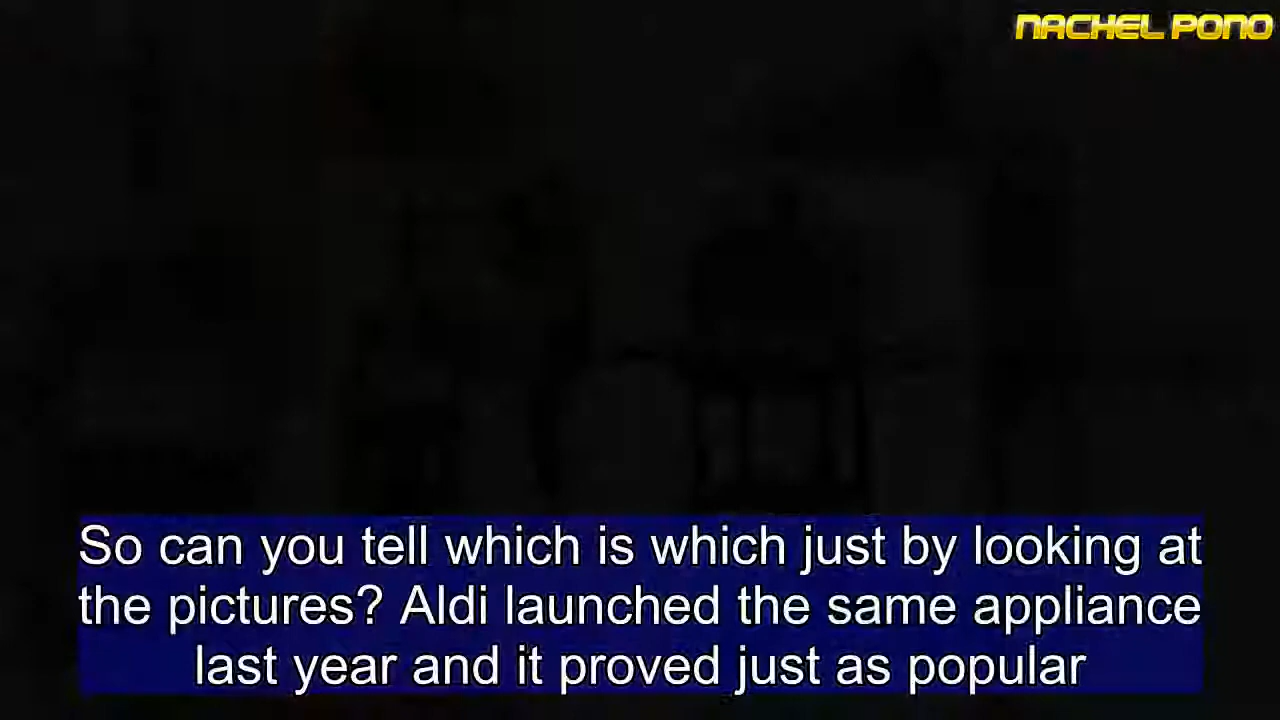 NACHEL PONO
So can you tell which is which just by looking at
the pictures? Aldi launched the same appliance
last year and it proved just as popular